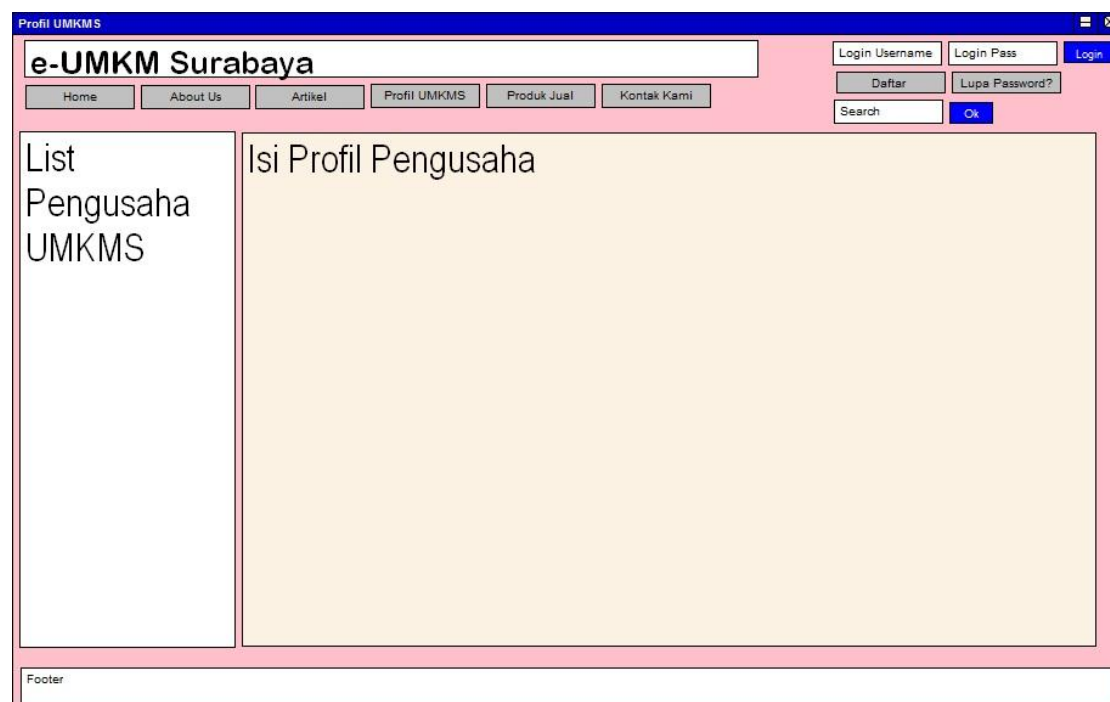 Profil UMKMS
e-UMKM Surabaya
Login Username
Login Pass
Login
Home
About Us
Artikel
Profil UMKMS
Produk Jual
Kontak Kami
Daftar
Lupa Password?
Search
Ok
List
Pengusaha
UMKMS
Isi Profil Pengusaha
Footer